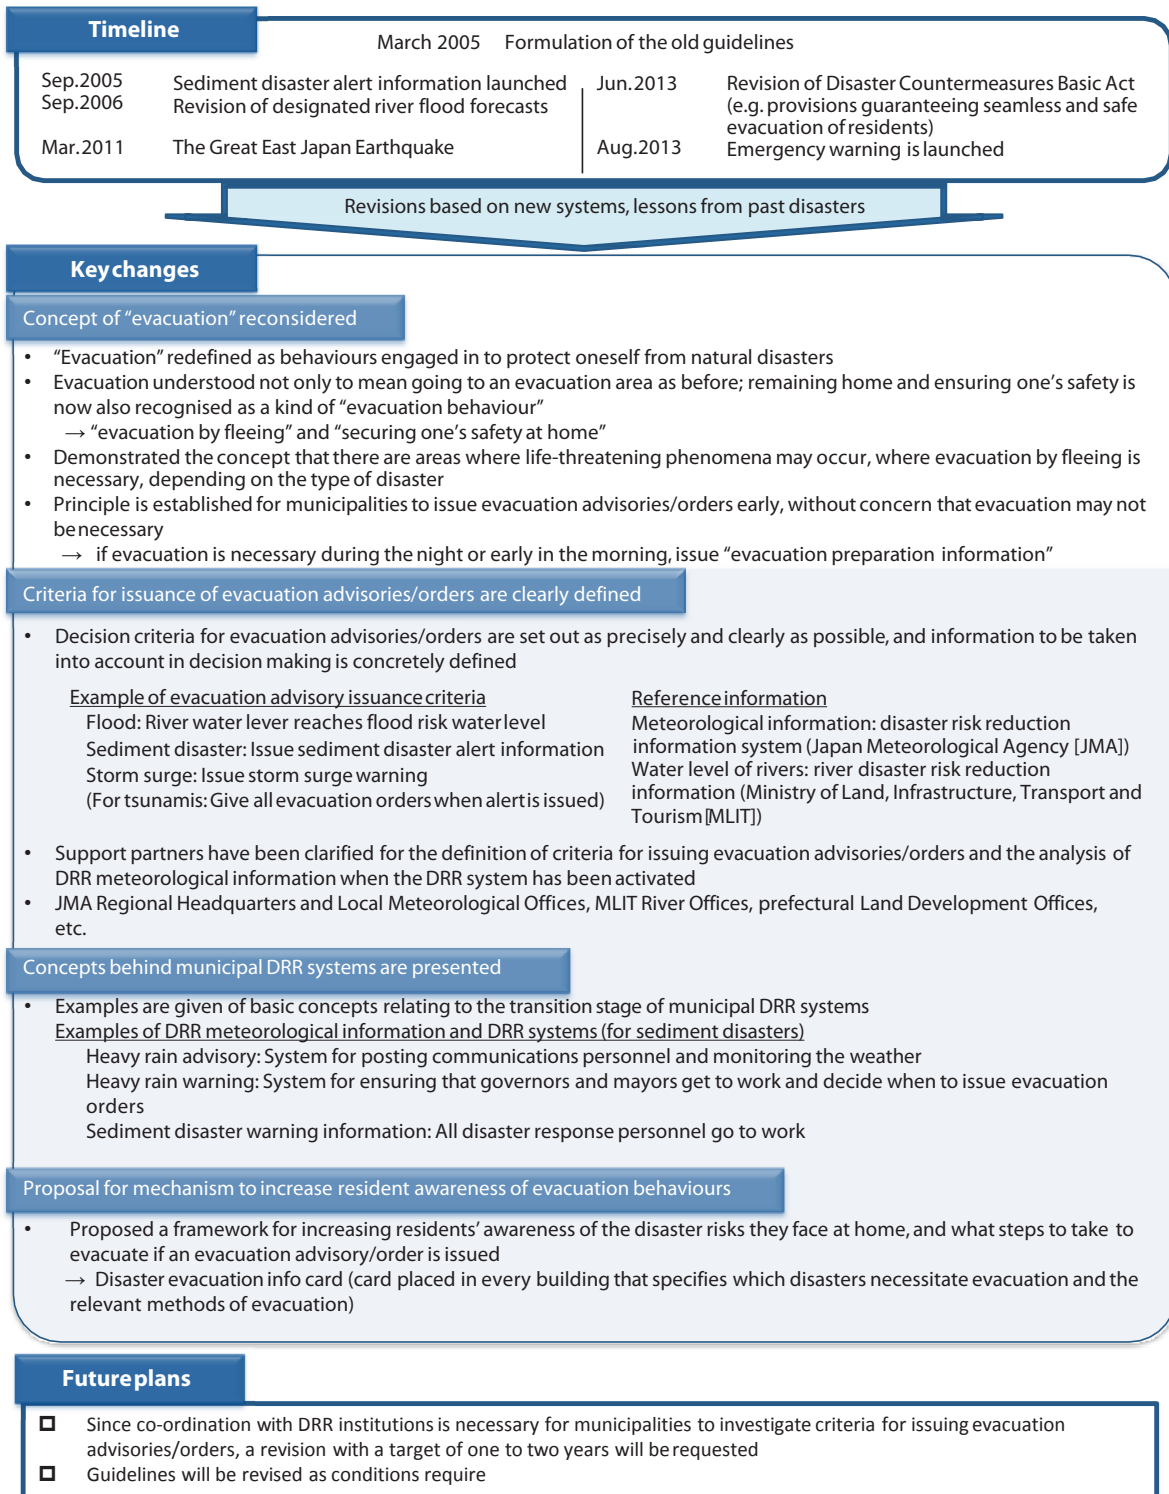 Timeline
March 2005 Formulation of the old guidelines
Sep.2005 Sediment disaster alert information launched
Sep.2006 Revision of designated river flood forecasts
Mar.2011 The Great East Japan Earthquake
Jun.2013 Revision of Disaster Countermeasures Basic Act
(e.g. provisions guaranteeing seamless and safe
evacuation of residents)
Aug.2013 Emergency warning is launched
Revisions based on new systems, lessons from past disasters
Key changes
Concept of “evacuation” reconsidered
• “Evacuation” redefined as behaviours engaged in to protect oneself from natural disasters
• Evacuation understood not only to mean going to an evacuation area as before; remaining home and ensuring one’s safety is
now also recognised as a kind of “evacuation behaviour”
→ “evacuation by fleeing” and “securing one’s safety at home”
• Demonstrated the concept that there are areas where life-threatening phenomena may occur, where evacuation by fleeing is
necessary, depending on the type of disaster
• Principle is established for municipalities to issue evacuation advisories/orders early, without concern that evacuation may not
be necessary
→ if evacuation is necessary during the night or early in the morning, issue “evacuation preparation information”
Criteria for issuance of evacuation advisories/orders are clearly defined
• Decision criteria for evacuation advisories/orders are set out as precisely and clearly as possible, and information to be taken
into account in decision making is concretely defined
Example of evacuation advisory issuance criteria
Flood: River water lever reaches flood risk water level
Sediment disaster: Issue sediment disaster alert information
Storm surge: Issue storm surge warning
(For tsunamis: Give all evacuation orders when alert is issued)
Reference information
Meteorological information: disaster risk reduction
information system (Japan Meteorological Agency [JMA])
Water level of rivers: river disaster risk reduction
information (Ministry of Land, Infrastructure, Transport and
Tourism [MLIT])
• Support partners have been clarified for the definition of criteria for issuing evacuation advisories/orders and the analysis of
DRR meteorological information when the DRR system has been activated
• JMA Regional Headquarters and Local Meteorological Offices, MLIT River Offices, prefectural Land Development Offices,
etc.
Concepts behind municipal DRR systems are presented
• Examples are given of basic concepts relating to the transition stage of municipal DRR systems
Examples of DRR meteorological information and DRR systems (for sediment disasters)
Heavy rain advisory: System for posting communications personnel and monitoring the weather
Heavy rain warning: System for ensuring that governors and mayors get to work and decide when to issue evacuation
orders
Sediment disaster warning information: All disaster response personnel go to work
Proposal for mechanism to increase resident awareness of evacuation behaviours
• Proposed a framework for increasing residents’ awareness of the disaster risks they face at home, and what steps to take to
evacuate if an evacuation advisory/order is issued
→ Disaster evacuation info card (card placed in every building that specifies which disasters necessitate evacuation and the
relevant methods of evacuation)
Future plans
Since co-ordination with DRR institutions is necessary for municipalities to investigate criteria for issuing evacuation
advisories/orders, a revision with a target of one to two years will be requested
Guidelines will be revised as conditions require